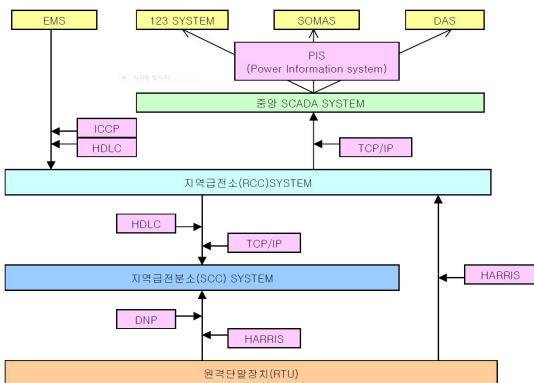 EMS
123 SYSTEM
SOMAS
DAS
PIS
(Power Information system)
중앙 SCADA SYSTEM
ICCP
HDLC
TCP/IP
지역급전소(RCC)SYSTEM
HDLC
TCP/IP
지역급전분소(SCC) SYSTEM
HARRIS
DNP
HARRIS
원격단말장치(RTU)